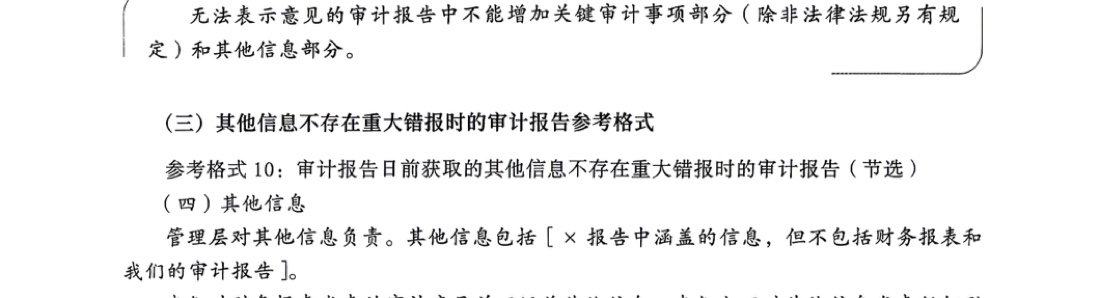 无法表示意见的审计报告中不能增加关键审计事项部分（除非法律法规另有规
定）和其他信息部分。
（三）其他信息不存在重大错报时的审计报告参考格式
参考格式 10：审计报告日前获取的其他信息不存在重大错报时的审计报告（节选）
（四）其他信息
管理层对其他信息负责。其他信息包括［ × 报告中涵盖的信息，但不包括财务报表和
我们的审计报告］。